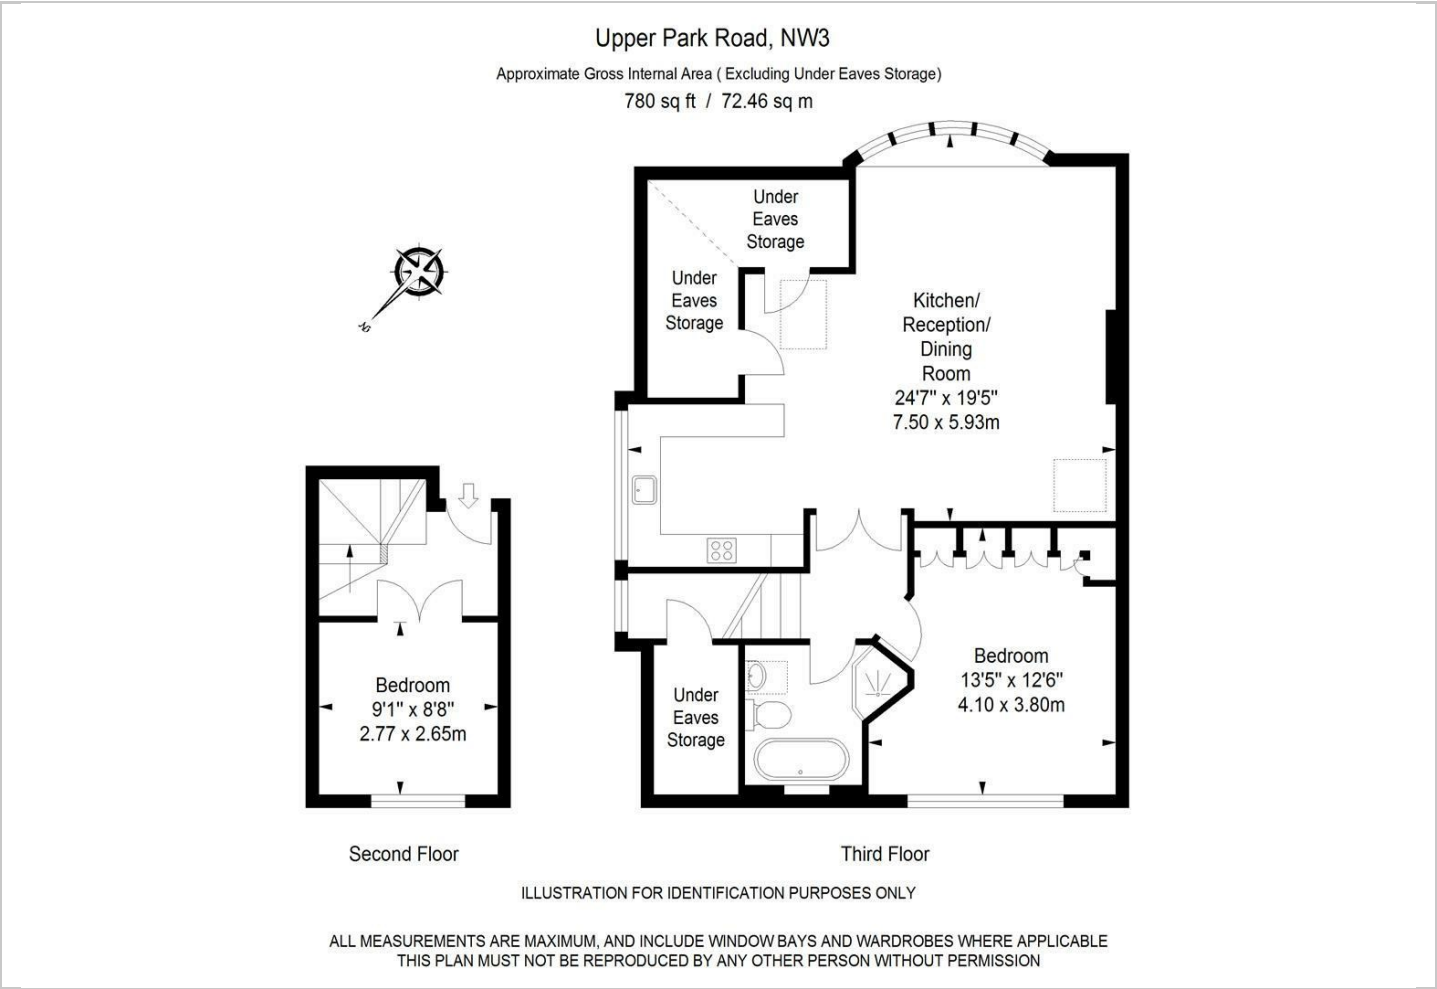 Upper Park Road, NW3
Approximate Gross Internal Area ( Excluding Under Eaves Storage)
780 sq ft / 72.46 sq m
Under
Eaves
Storage
Under
Eaves
Storage
Kitchen/
Reception/
Dining
Room
24'7" x 19'5"
7.50 x 5.93m
N
Bedroom
9'1" x 8'8"
2.77 x 2.65m
Under
Eaves
Storage
Bedroom
13'5" x 12'6"
4.10 x 3.80m
Second Floor
Third Floor
ILLUSTRATION FOR IDENTIFICATION PURPOSES ONLY
ALL MEASUREMENTS ARE MAXIMUM, AND INCLUDE WINDOW BAYS AND WARDROBES WHERE APPLICABLE
THIS PLAN MUST NOT BE REPRODUCED BY ANY OTHER PERSON WITHOUT PERMISSION